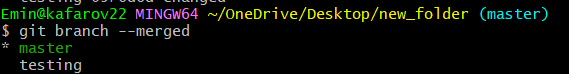 Emin@kafarov22 MINGW64 ~/OneDrive/Desktop/new_folder (master)
$ git branch --merged
* master
  testing